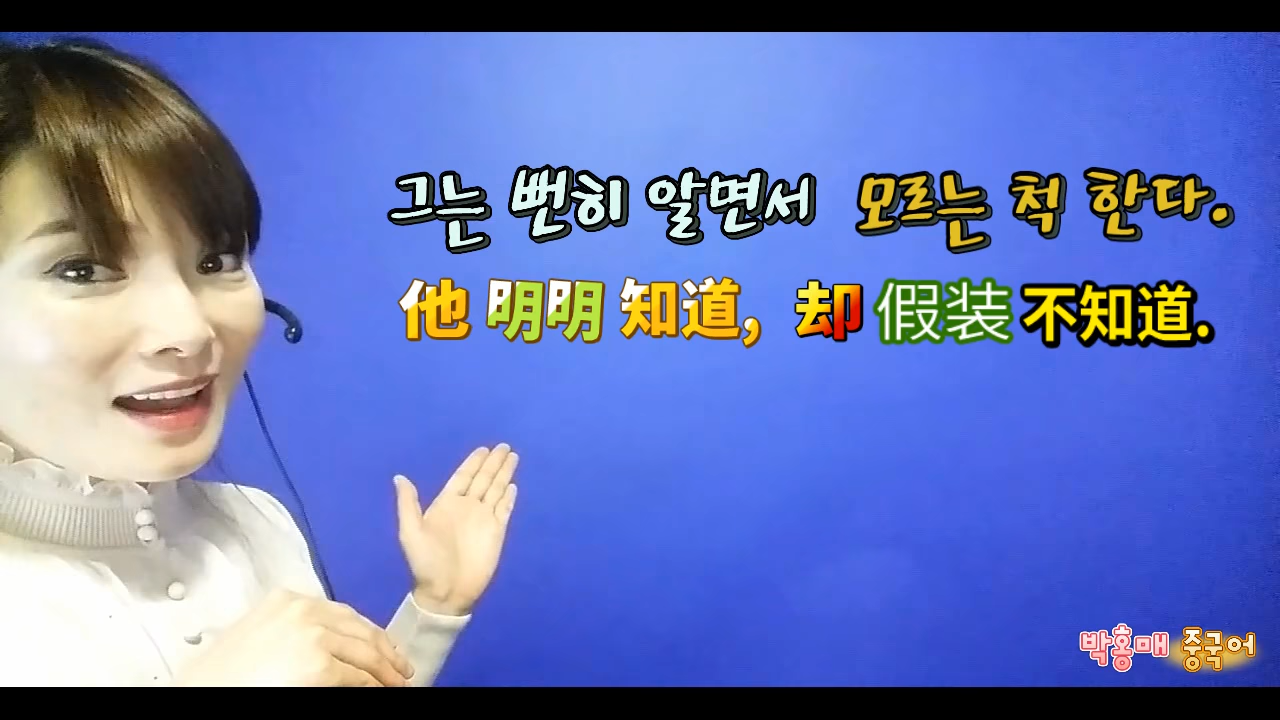 그는 뻔히 알면서 모르는 척 한다.
他 明明 知道, 却 假装 不知道.
박홍매 중국어